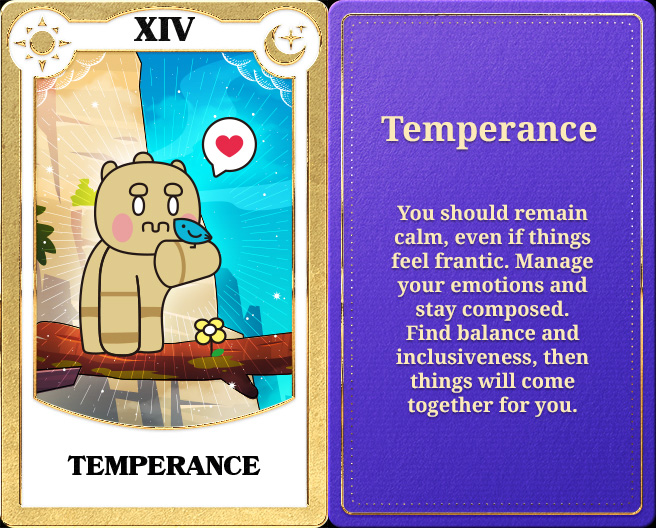 XIV
TEMPERANCE
Temperance
You should remain
calm, even if things
feel frantic. Manage
your emotions and
stay composed.
Find balance and
inclusiveness, then
things will come
together for you.